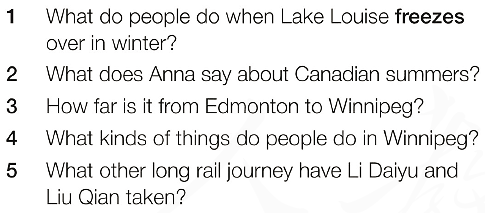 1 What do people do when Lake Louise freezes
over in winter?
2 What does Anna say about Canadian summers?
3 How far is it from Edmonton to Winnipeg?
4 What kinds of things do people do in Winnipeg?
5 What other long rail journey have Li Daiyu and
Liu Qian taken?